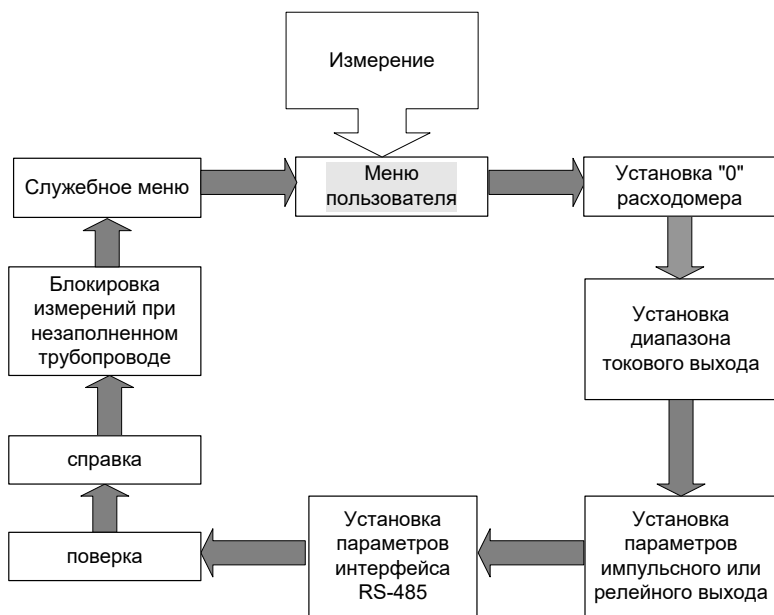 Измерение
Меню
пользователя
Установка "0"
расходомера
Установка
диапазона
токового выхода
Установка
параметров
импульсного или
релейного выхода
Установка
параметров
интерфейса
RS-485
поверка
справка
Блокировка
измерений при
незаполненном
трубопроводе
Служебное меню